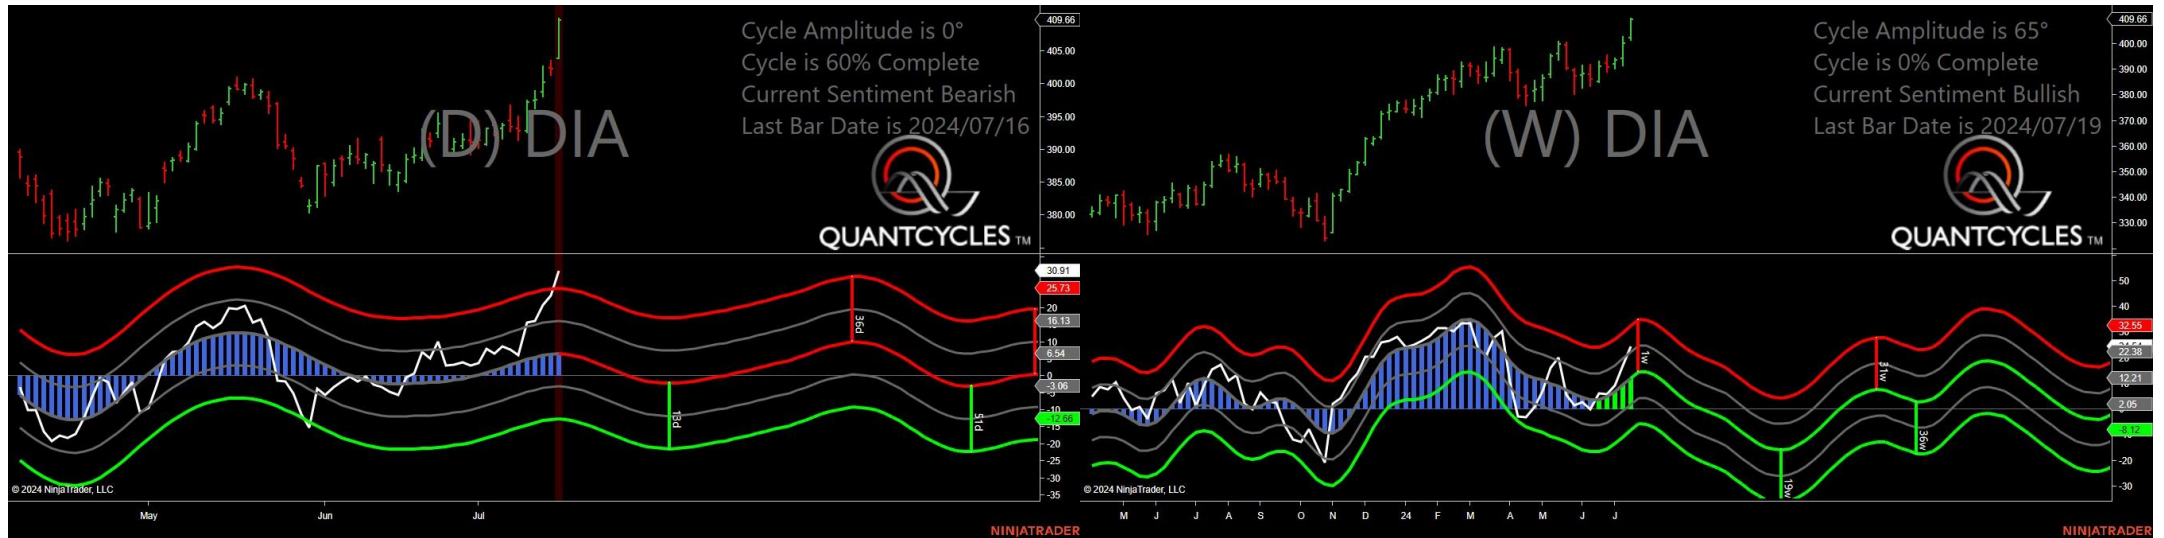 Cycle Amplitude is 0°
Cycle is 60% Complete
Current Sentiment Bearish
Last Bar Date is 2024/07/16
(D) DIA
QUANTCYCLES TM
409.66
405.00
400.00
395.00
390.00
385.00
380.00
30.91
25.73
20
16.13
10
6.54
0
-3.06
-10
-12.66
-15
-20
-25
-30
-35
36d
13d
51d
© 2024 NinjaTrader, LLC
May
Jun
Jul
NINJATRADER
Cycle Amplitude is 65°
Cycle is 0% Complete
Current Sentiment Bullish
Last Bar Date is 2024/07/19
(W) DIA
QUANTCYCLES TM
409.66
400.00
390.00
380.00
370.00
360.00
350.00
340.00
330.00
50
40
32.55
22.38
12.21
2.05
-8.12
-20
-30
1w
31w
36w
19w
© 2024 NinjaTrader, LLC
M J J A S O N D 24 F M A M J J
NINJATRADER